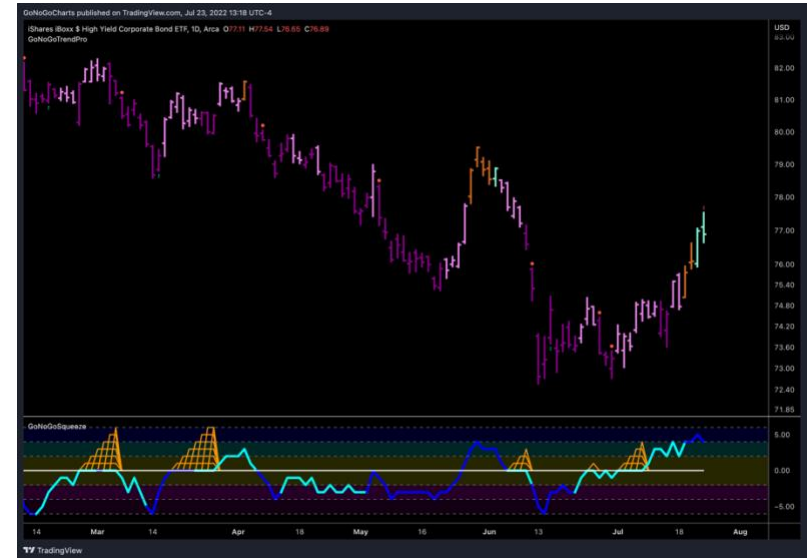 GoNoGoCharts published on TradingView.com, Jul 23, 2022 13:18 UTC-4
iShares iBoxx $ High Yield Corporate Bond ETF, 1D, Arca O77.11 H77.54 L76.65 C76.89
GoNoGoTrendPro
USD
83.00
82.00
81.00
80.00
79.00
78.00
77.00
76.00
75.40
74.80
74.20
73.60
73.00
72.40
71.85
GoNoGoSqueeze
5.00
0.00
−5.00
14 Mar 14 Apr 18 May 16 Jun 13 Jul 18 Aug
TradingView